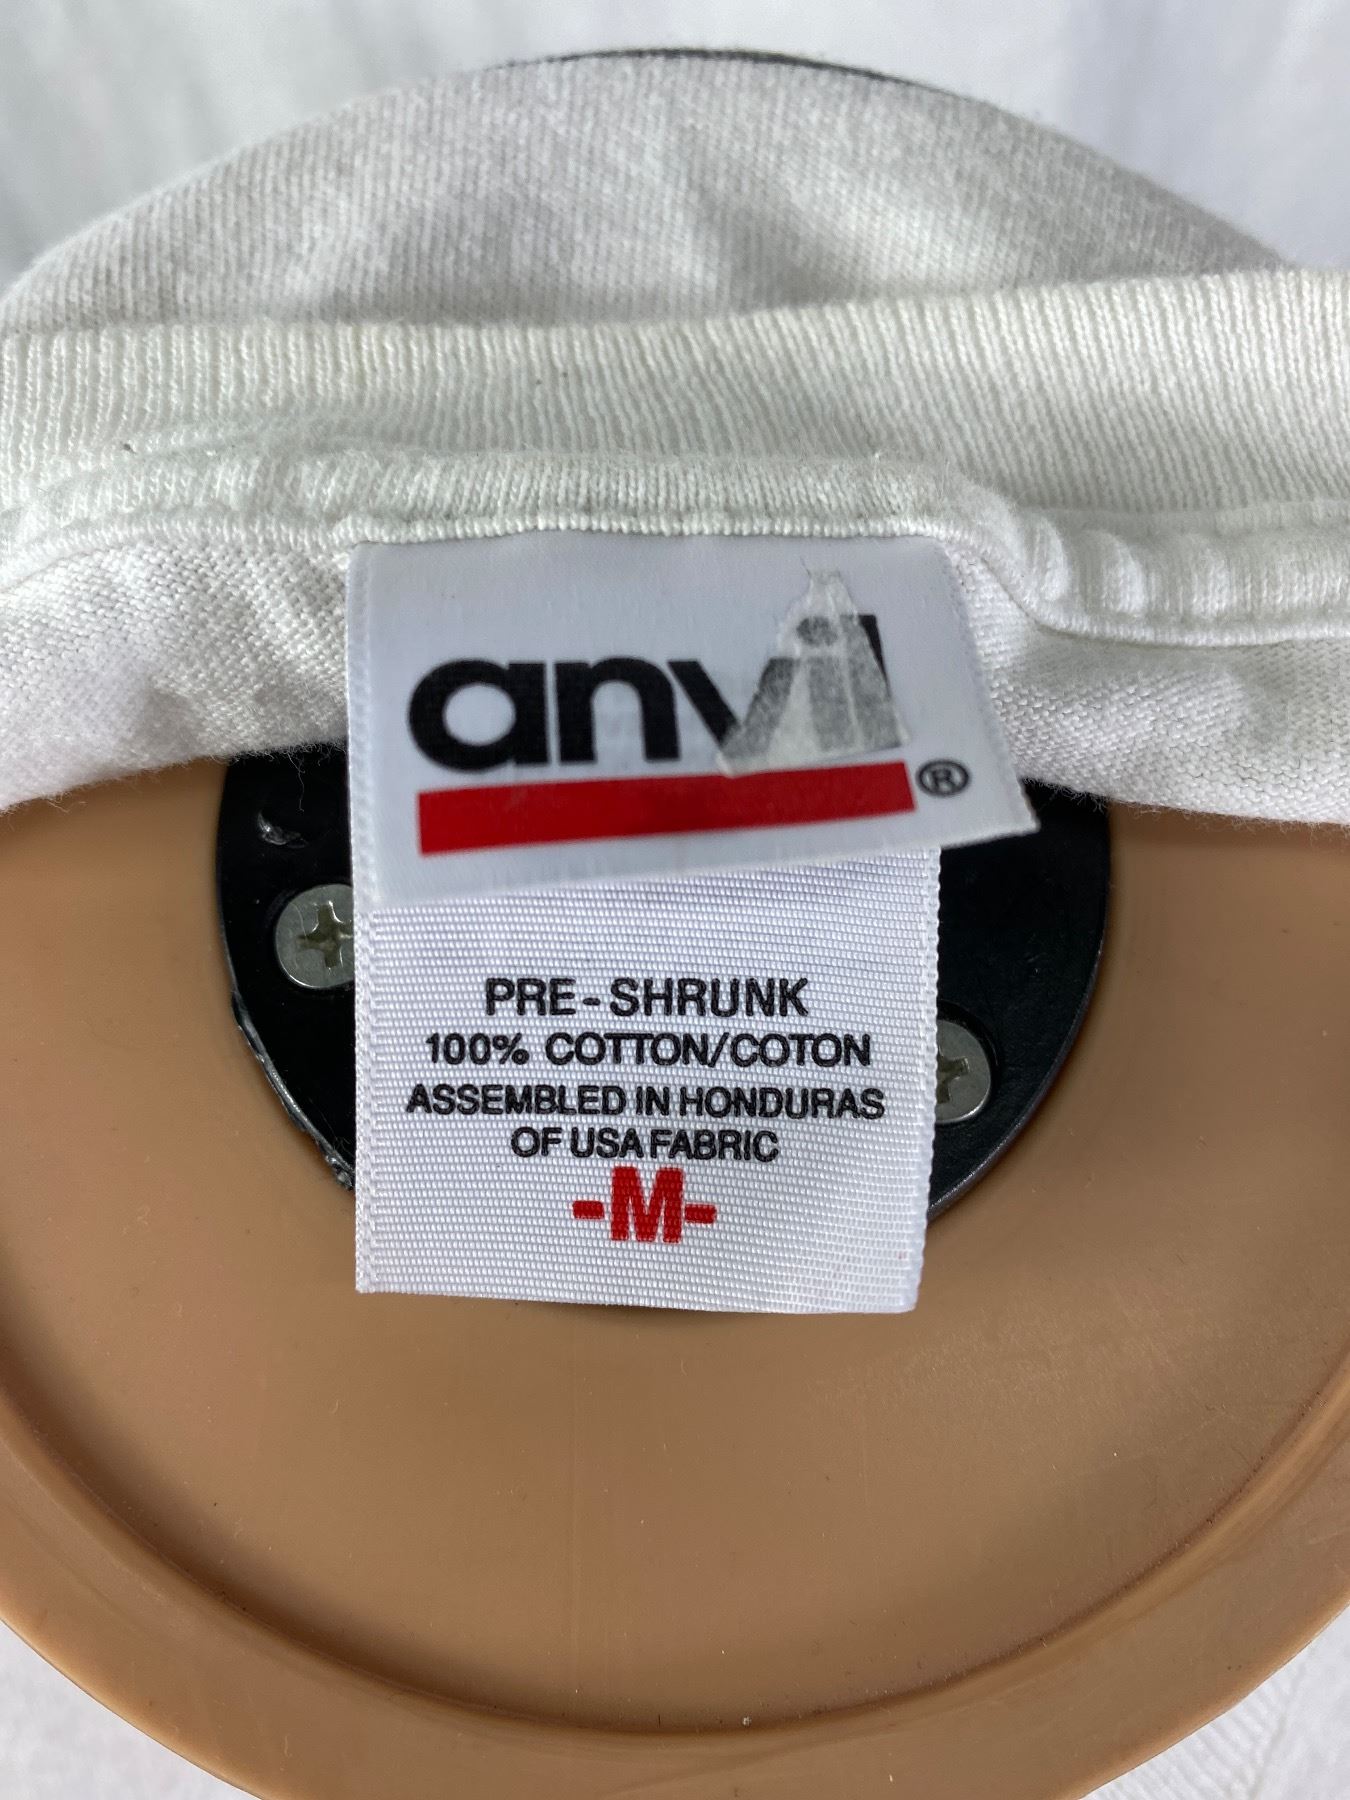 anvil®
PRE-SHRUNK
100% COTTON/COTON
ASSEMBLED IN HONDURAS
OF USA FABRIC
-M-